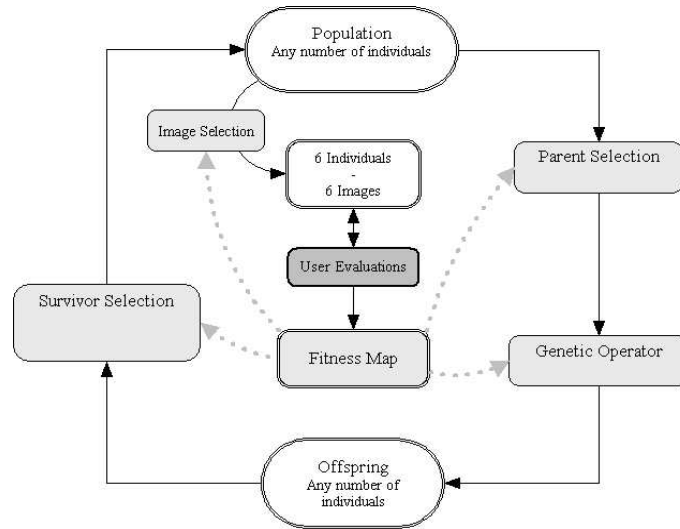 Population
Any number of individuals
Image Selection
6 Individuals
-
6 Images
Parent Selection
User Evaluations
Survivor Selection
Fitness Map
Genetic Operator
Offspring
Any number of
individuals